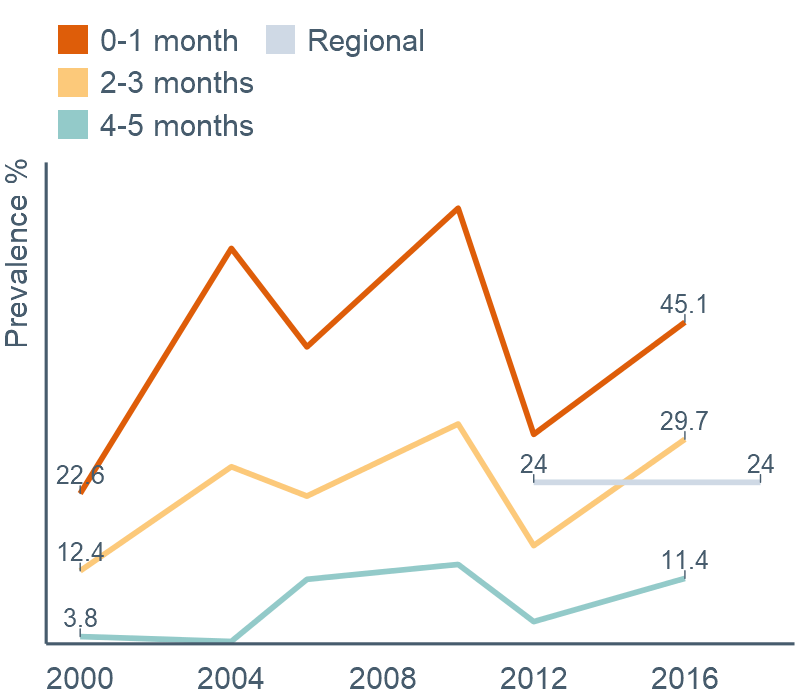 0-1 month
Regional
2-3 months
4-5 months
Prevalence %
45.1
29.7
22.6
24
24
12.4
11.4
3.8
2000
2004
2008
2012
2016